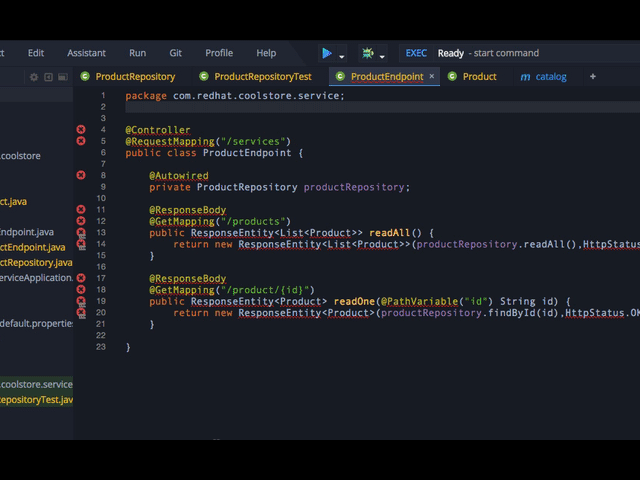 ct Edit Assistant Run Git Profile Help EXEC Ready - start command
ProductRepository ProductRepositoryTest ProductEndpoint × Product m catalog +
1 package com.redhat.coolstore.service;
2
3
4 @Controller
5 @RequestMapping("/services")
6 public class ProductEndpoint {
7
8 @Autowired
9 private ProductRepository productRepository;
10
11 @ResponseBody
12 @GetMapping("/products")
13 public ResponseEntity<List<Product>> readAll() {
14 return new ResponseEntity<List<Product>>(productRepository.readAll(),HttpStatus.
15 }
16
17 @ResponseBody
18 @GetMapping("/product/{id}")
19 public ResponseEntity<Product> readOne(@PathVariable("id") String id) {
20 return new ResponseEntity<Product>(productRepository.findById(id),HttpStatus.OK
21 }
22
23 }
coolstore
ct.java
Endpoint.java
ctEndpoint.java
ctRepository.java
erviceApplication.
default.properties
.coolstore.service
epositoryTest.java